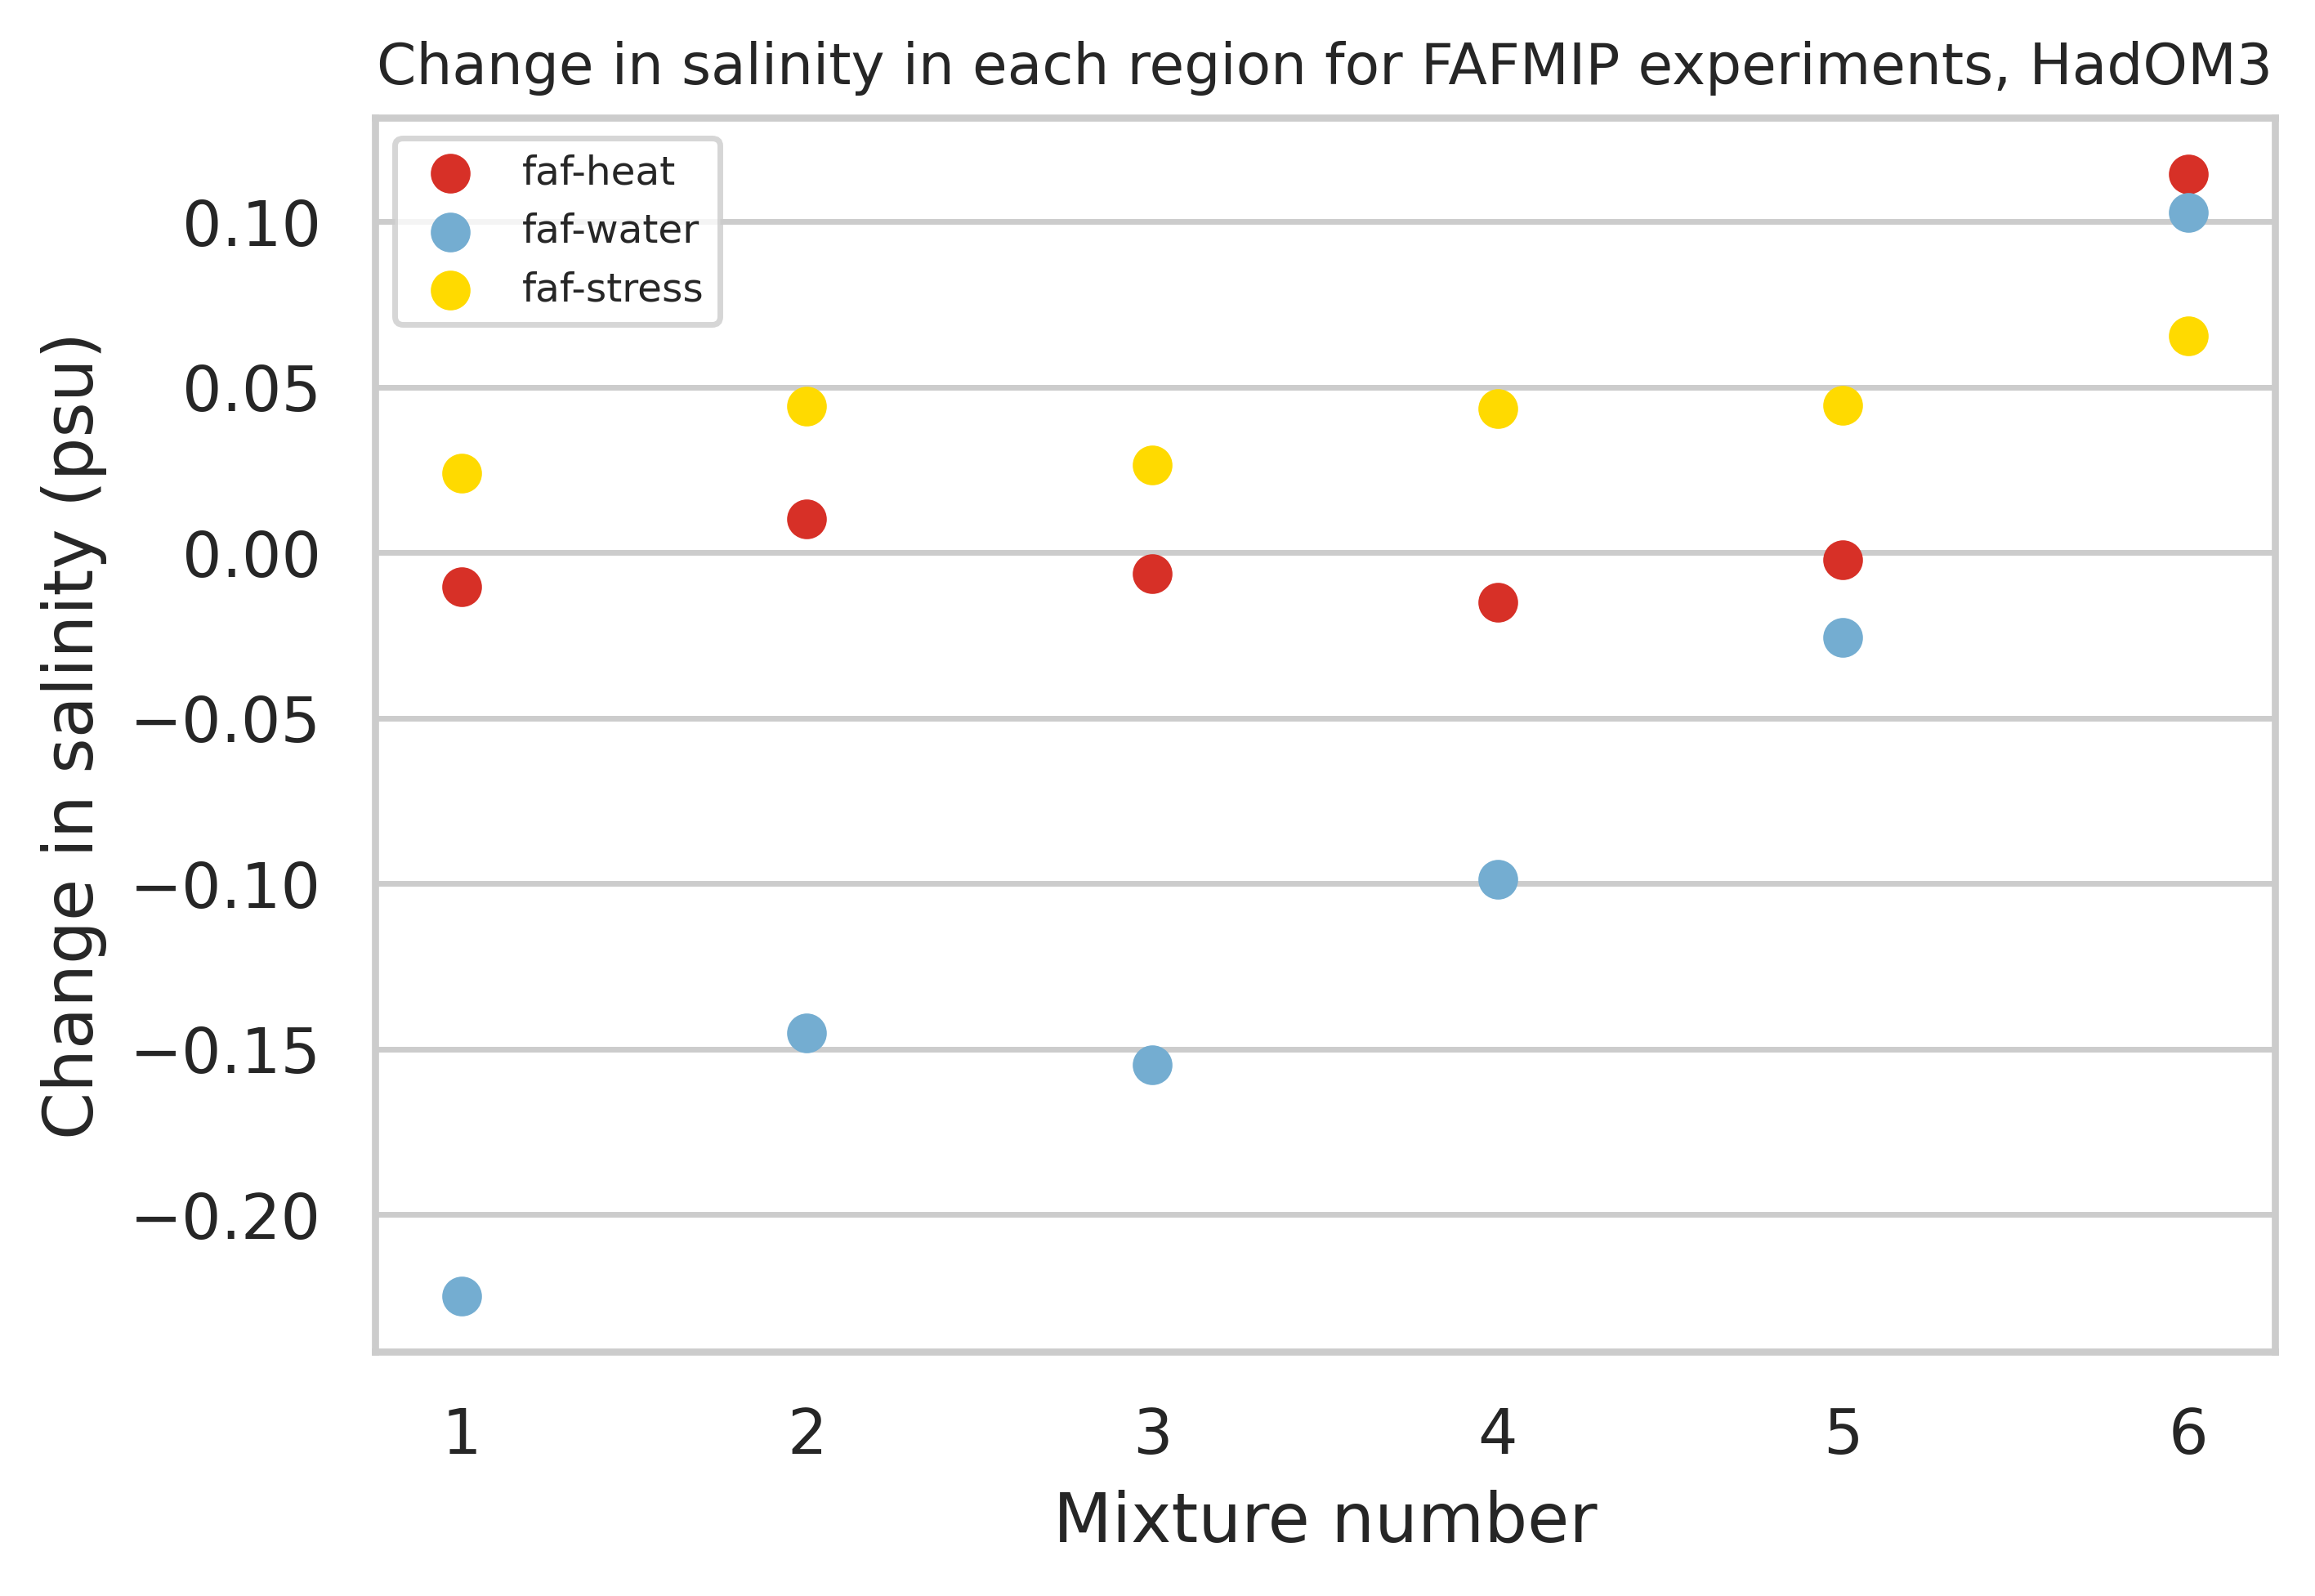 Change in salinity in each region for FAFMIP experiments, HadOM3
faf-heat
faf-water
faf-stress
0.10
0.05
0.00
−0.05
−0.10
−0.15
−0.20
Change in salinity (psu)
1 2 3 4 5 6
Mixture number